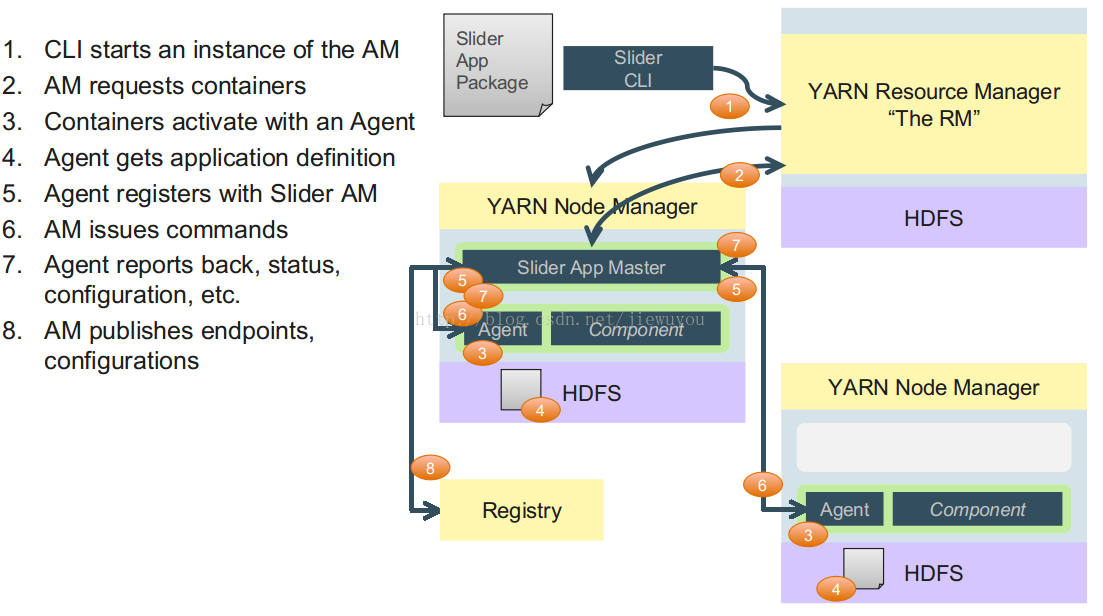 1. CLI starts an instance of the AM
2. AM requests containers
3. Containers activate with an Agent
4. Agent gets application definition
5. Agent registers with Slider AM
6. AM issues commands
7. Agent reports back, status,
configuration, etc.
8. AM publishes endpoints,
configurations
Slider
App
Package
Slider
CLI
1
YARN Resource Manager
“The RM”
2
HDFS
YARN Node Manager
7
Slider App Master
5
5
7
6
http://blog.csdn.net/jiewuyou
Agent
Component
3
HDFS
4
8
Registry
YARN Node Manager
6
Agent
Component
3
HDFS
4